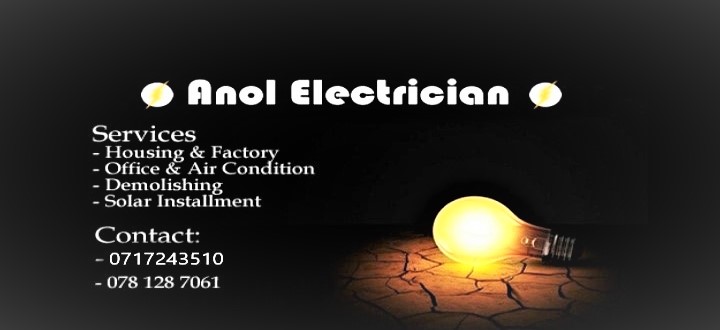 Anol Electrician
Services
- Housing & Factory
- Office & Air Condition
- Demolishing
- Solar Installment
Contact:
- 0717243510
- 078 128 7061